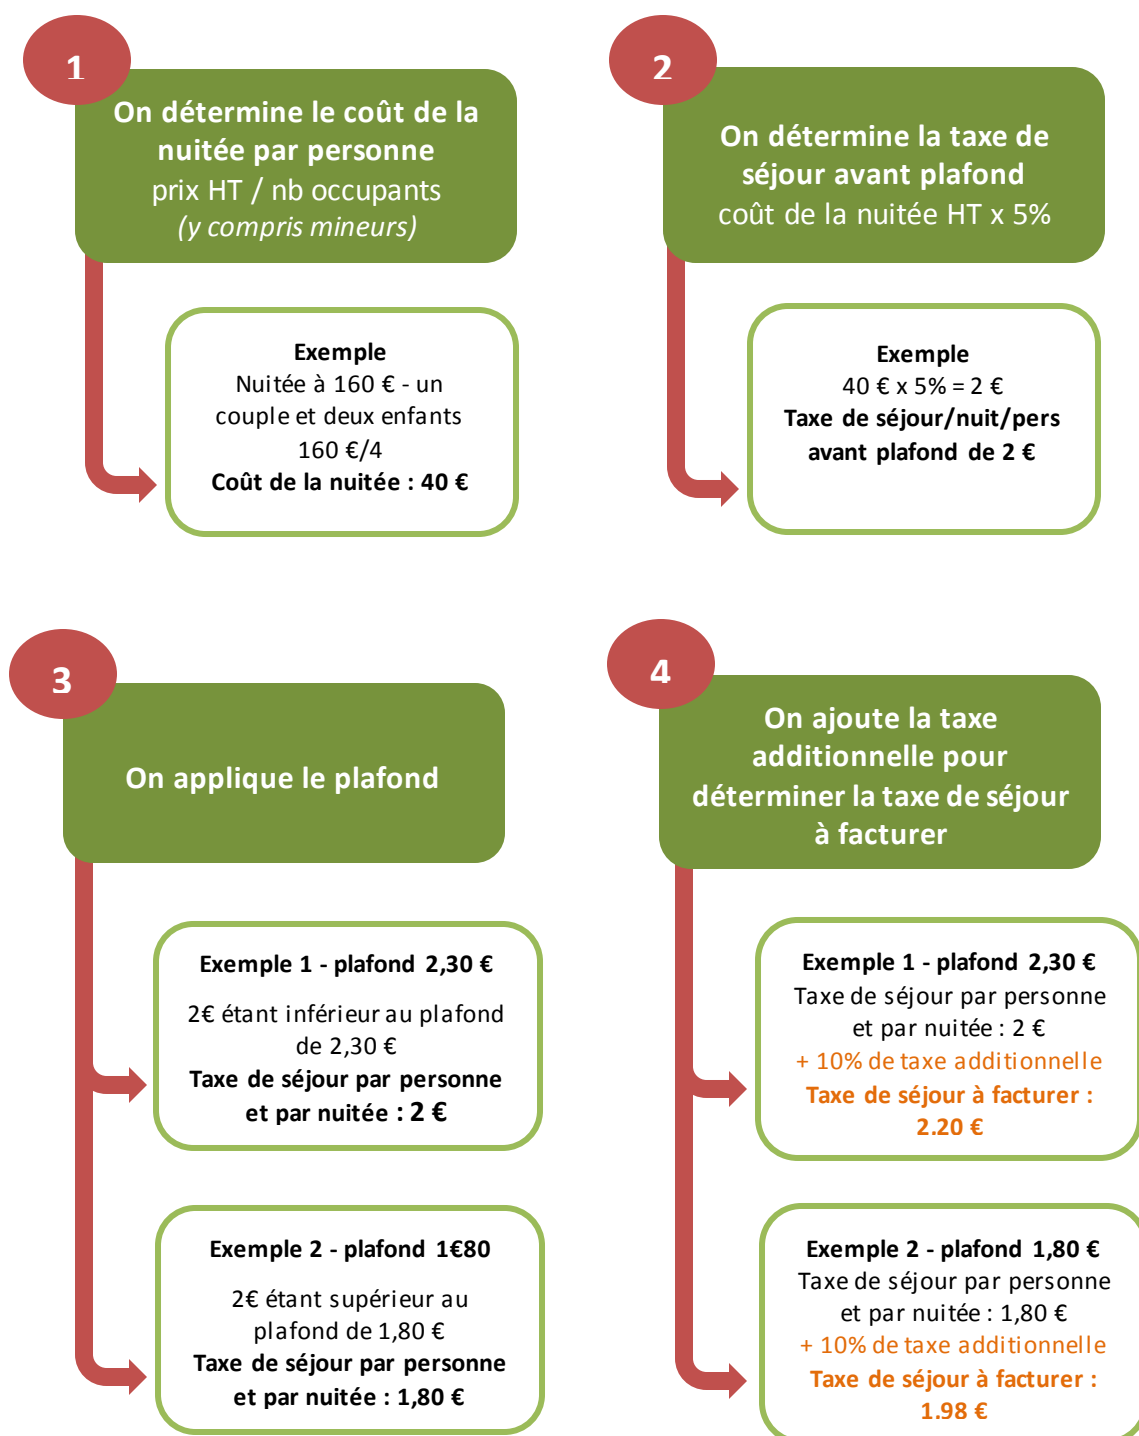 1
On détermine le coût de la
nuitée par personne
prix HT / nb occupants
(y compris mineurs)
Exemple
Nuitée à 160 € - un
couple et deux enfants
160 €/4
Coût de la nuitée : 40 €
2
On détermine la taxe de
séjour avant plafond
coût de la nuitée HT x 5%
Exemple
40 € x 5% = 2 €
Taxe de séjour/nuit/pers
avant plafond de 2 €
3
On applique le plafond
Exemple 1 - plafond 2,30 €
2€ étant inférieur au plafond
de 2,30 €
Taxe de séjour par personne
et par nuitée : 2 €
Exemple 2 - plafond 1€80
2€ étant supérieur au
plafond de 1,80 €
Taxe de séjour par personne
et par nuitée : 1,80 €
4
On ajoute la taxe
additionnelle pour
déterminer la taxe de séjour
à facturer
Exemple 1 - plafond 2,30 €
Taxe de séjour par personne
et par nuitée : 2 €
+ 10% de taxe additionnelle
Taxe de séjour à facturer :
2.20 €
Exemple 2 - plafond 1,80 €
Taxe de séjour par personne
et par nuitée : 1,80 €
+ 10% de taxe additionnelle
Taxe de séjour à facturer :
1.98 €